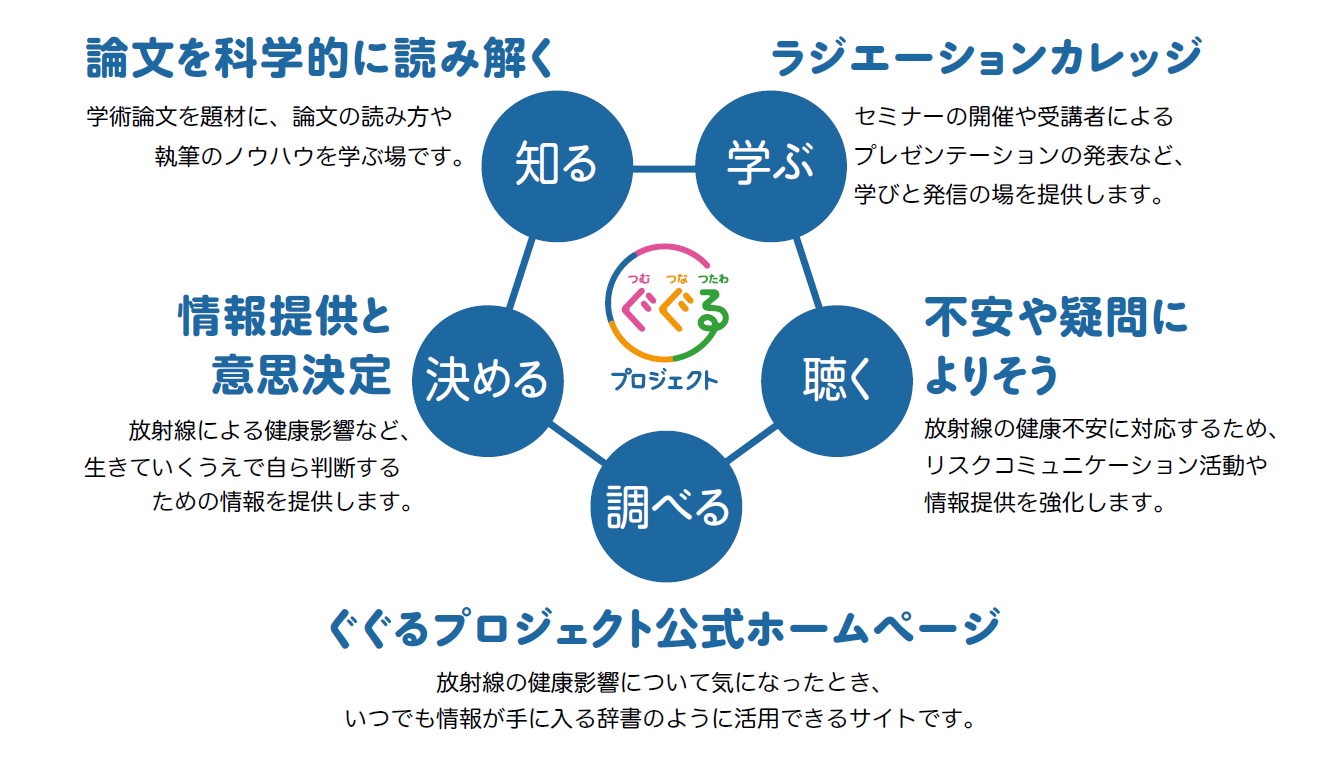 論文を科学的に読み解く
学術論文を題材に、論文の読み方や
執筆のノウハウを学ぶ場です。
知る
ラジエーションカレッジ
学ぶ
セミナーの開催や受講者による
プレゼンテーションの発表など、
学びと発信の場を提供します。
つむ つな つたわ
ぐぐる
プロジェクト
情報提供と
意思決定
決める
放射線による健康影響など、
生きていくうえで自ら判断する
ための情報を提供します。
聴く
不安や疑問に
よりそう
放射線の健康不安に対応するため、
リスクコミュニケーション活動や
情報提供を強化します。
調べる
ぐぐるプロジェクト公式ホームページ
放射線の健康影響について気になったとき、
いつでも情報が手に入る辞書のように活用できるサイトです。